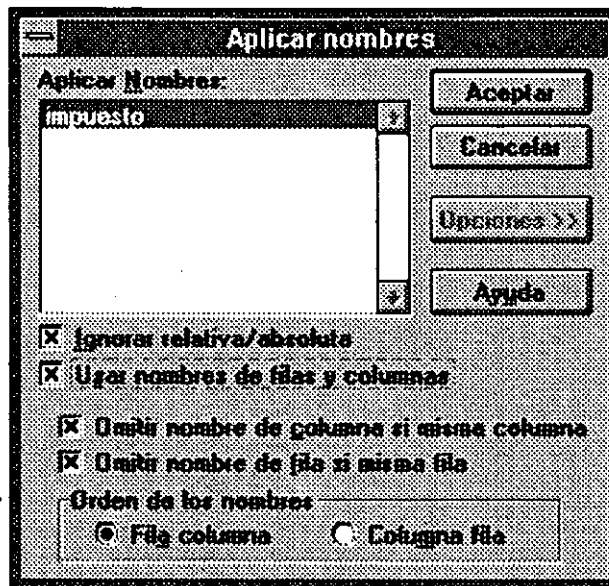 Aplicar nombres
Aplicar Nombres:
impuesto
Aceptar
Cancelar
Opciones >>
Ayuda
Ignorar relativa/absoluta
Usar nombres de filas y columnas
Omitir nombre de columna si misma columna
Omitir nombre de fila si misma fila
Orden de los nombres
Fila columna
Columna fila